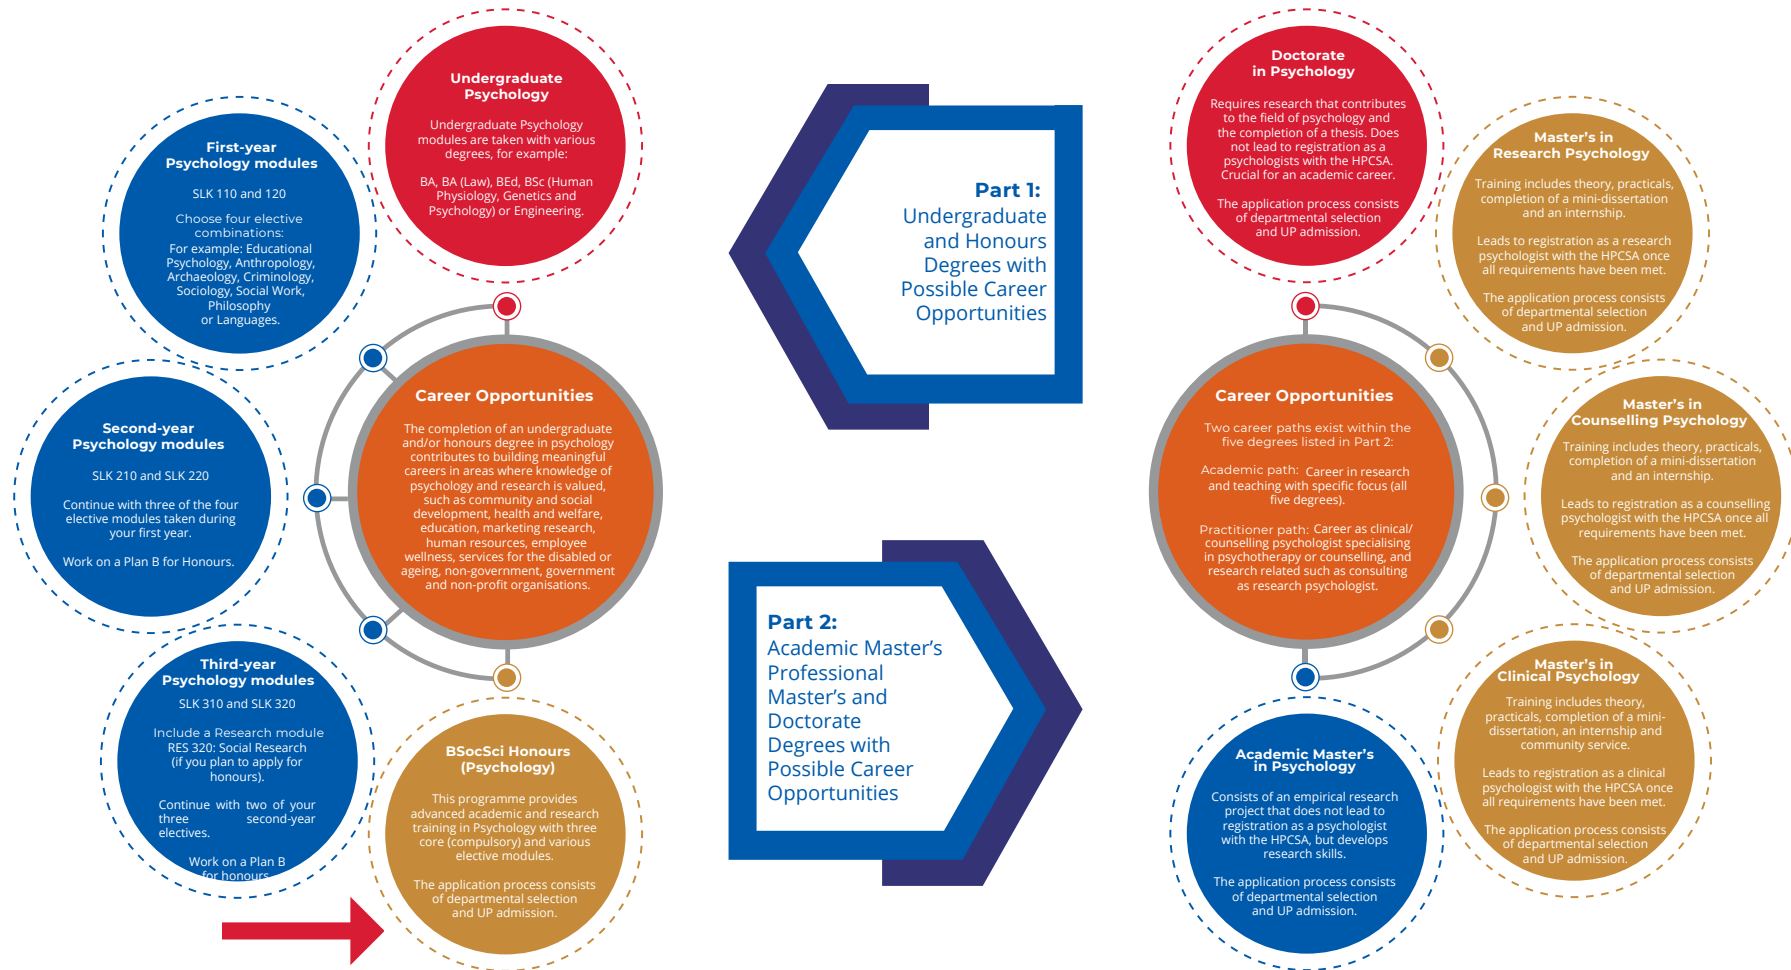 Undergraduate
Psychology
Undergraduate Psychology
modules are taken with various
degrees, for example:
BA, BA (Law), BEd, BSc (Human
Physiology, Genetics and
Psychology) or Engineering.
First-year
Psychology modules
SLK 110 and 120
Choose four elective
combinations:
For example: Educational
Psychology, Anthropology,
Archaeology, Criminology,
Sociology, Social Work,
Philosophy
or Languages.
Second-year
Psychology modules
SLK 210 and SLK 220
Continue with three of the four
elective modules taken during
your first year.
Work on a Plan B for Honours.
Third-year
Psychology modules
SLK 310 and SLK 320
Include a Research module
RES 320: Social Research
(if you plan to apply for
honours).
Continue with two of your
three second-year
electives.
Work on a Plan B
for honours
BSocSci Honours
(Psychology)
This programme provides
advanced academic and research
training in Psychology with three
core (compulsory) and various
elective modules.
The application process consists
of departmental selection
and UP admission.
Career Opportunities
The completion of an undergraduate
and/or honours degree in psychology
contributes to building meaningful
careers in areas where knowledge of
psychology and research is valued,
such as community and social
development, health and welfare,
education, marketing research,
human resources, employee
wellness, services for the disabled or
ageing, non-government, government
and non-profit organisations.
Part 1:
Undergraduate
and Honours
Degrees with
Possible Career
Opportunities
Part 2:
Academic Master's
Professional
Master's and
Doctorate
Degrees with
Possible Career
Opportunities
Doctorate
in Psychology
Requires research that contributes
to the field of psychology and
the completion of a thesis. Does
not lead to registration as a
psychologists with the HPCSA.
Crucial for an academic career.
The application process consists
of departmental selection
and UP admission.
Master's in
Research Psychology
Training includes theory, practicals,
completion of a mini-dissertation
and an internship.
Leads to registration as a research
psychologist with the HPCSA once
all requirements have been met.
The application process consists
of departmental selection
and UP admission.
Master's in
Counselling Psychology
Training includes theory, practicals,
completion of a mini-dissertation
and an internship.
Leads to registration as a counselling
psychologist with the HPCSA once all
requirements have been met.
The application process consists
of departmental selection
and UP admission.
Master's in
Clinical Psychology
Training includes theory,
practicals, completion of a mini-
dissertation, an internship and
community service.
Leads to registration as a clinical
psychologist with the HPCSA once
all requirements have been met.
The application process consists
of departmental selection
and UP admission.
Academic Master's
in Psychology
Consists of an empirical research
project that does not lead to
registration as a psychologist
with the HPCSA, but develops
research skills.
The application process consists
of departmental selection
and UP admission.
Career Opportunities
Two career paths exist within the
five degrees listed in Part 2:
Academic path: Career in research
and teaching with specific focus (all
five degrees).
Practitioner path: Career as clinical/
counselling psychologist specialising
in psychotherapy or counselling, and
research related such as consulting
as research psychologist.